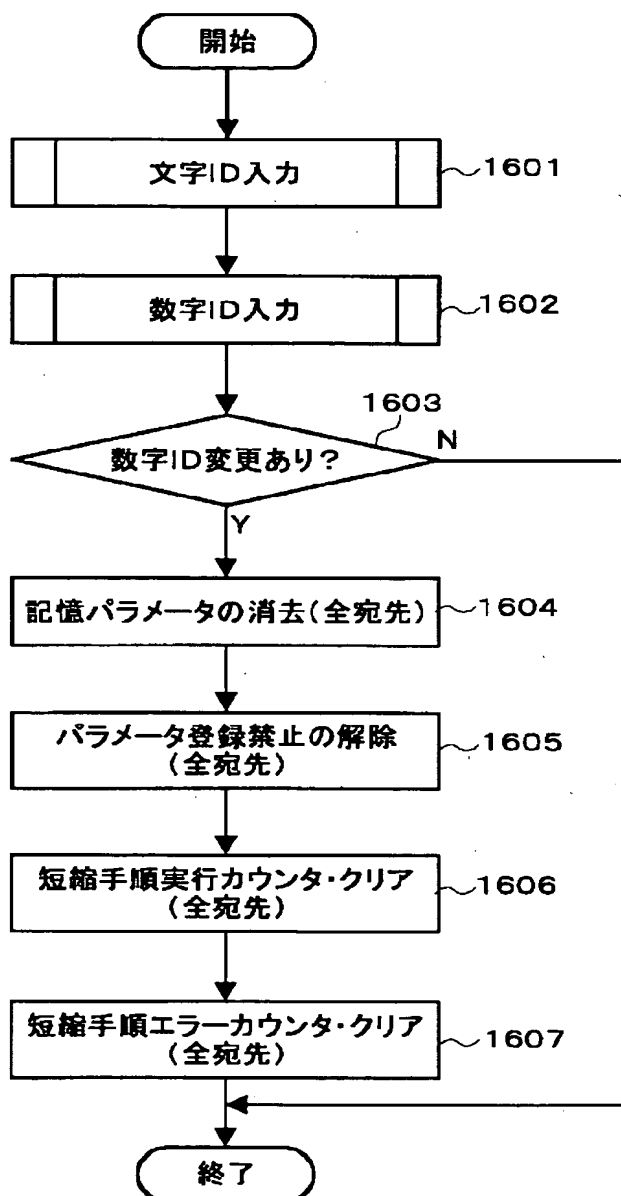 開始
文字ID入力
1601
数字ID入力
1602
1603
数字ID変更あり?
N
Y
記憶パラメータの消去(全宛先)
1604
パラメータ登録禁止の解除
(全宛先)
1605
短縮手順実行カウンタ・クリア
(全宛先)
1606
短縮手順エラーカウンタ・クリア
(全宛先)
1607
終了